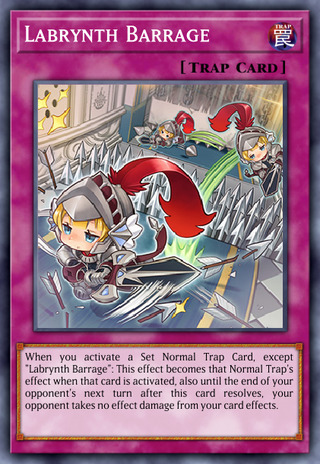 Labrynth Barrage
TRAP
罠
[ Trap Card ]
When you activate a Set Normal Trap Card, except
"Labrynth Barrage": This effect becomes that Normal Trap's
effect when that card is activated, also until the end of your
opponent's next turn after this card resolves, your
opponent takes no effect damage from your card effects.